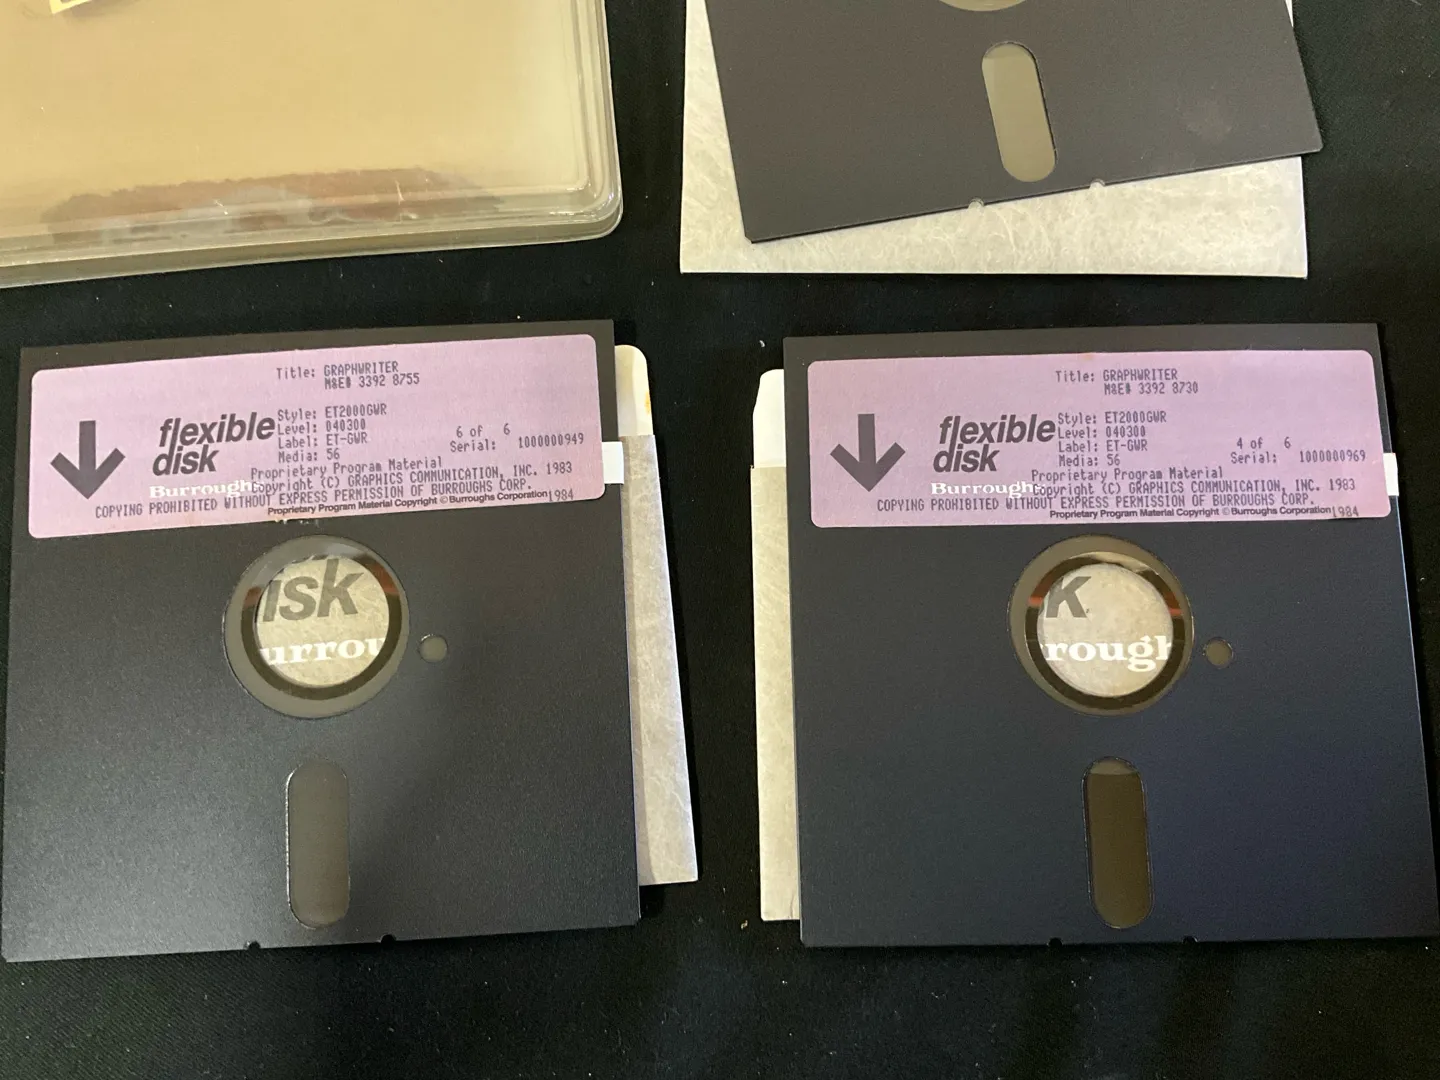 Title: GRAPHWRITER
M&E# 3392 8755
flexible
disk
Burroughs
Style: ET2000GWR
Level: 040300
Label: ET-GWR
Media: 56
6 of 6
Serial: 1000000949
Proprietary Program Material
Copyright (C) GRAPHICS COMMUNICATION, INC. 1983
COPYING PROHIBITED WITHOUT EXPRESS PERMISSION OF BURROUGHS CORP.
Proprietary Program Material Copyright © Burroughs Corporation 1984
isk
urrou
Title: GRAPHWRITER
M&E# 3392 8730
flexible
disk
Burroughs
Style: ET2000GWR
Level: 040300
Label: ET-GWR
Media: 56
4 of 6
Serial: 1000000969
Proprietary Program Material
Copyright (C) GRAPHICS COMMUNICATION, INC. 1983
COPYING PROHIBITED WITHOUT EXPRESS PERMISSION OF BURROUGHS CORP.
Proprietary Program Material Copyright © Burroughs Corporation 1984
k
rough